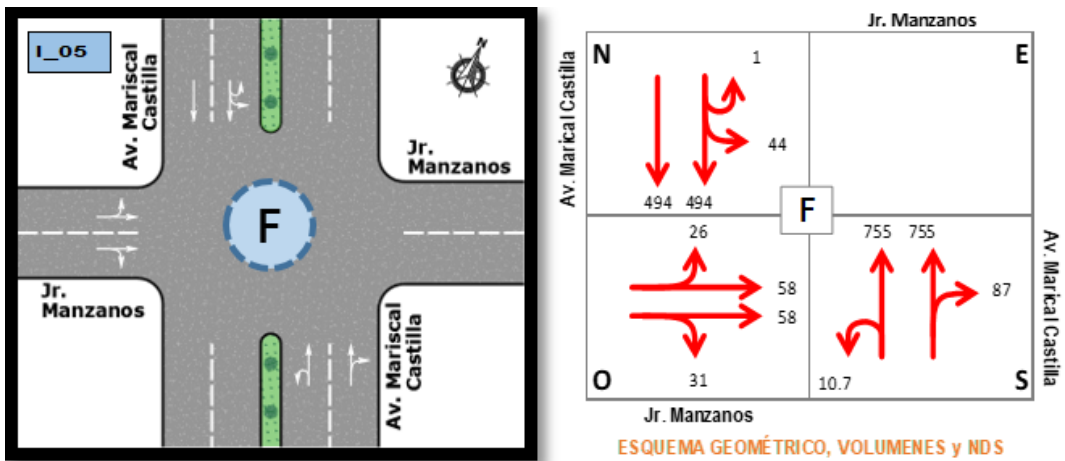 I_05
Av. Mariscal
Castilla
N
Jr.
Manzanos
F
Jr.
Manzanos
Av. Mariscal
Castilla
Jr. Manzanos
Av. Marical Castilla
N
1
E
44
494
494
F
26
755
755
58
58
87
Av. Marical Castilla
O
31
10.7
S
Jr. Manzanos
ESQUEMA GEOMÉTRICO, VOLUMENES y NDS